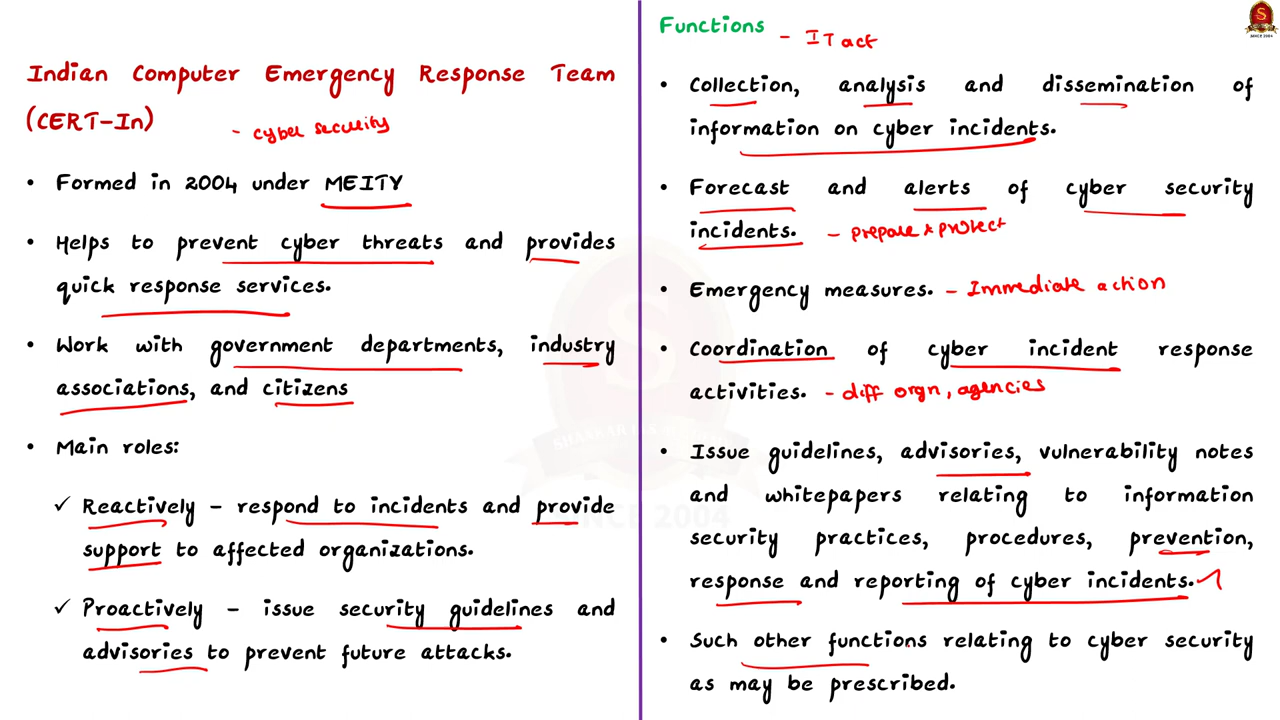 Indian Computer Emergency Response Team
(CERT-In)
- cyber security
• Formed in 2004 under MEITY
• Helps to prevent cyber threats and provides
quick response services.
• Work with government departments, industry
associations, and citizens
• Main roles:
✓ Reactively – respond to incidents and provide
support to affected organizations.
✓ Proactively – issue security guidelines and
advisories to prevent future attacks.
Functions - IT act
• Collection, analysis and dissemination of
information on cyber incidents.
• Forecast and alerts of cyber security
incidents. - prepare & protect
• Emergency measures. - Immediate action
• Coordination of cyber incident response
activities. - diff orgn, agencies
• Issue guidelines, advisories, vulnerability notes
and whitepapers relating to information
security practices, procedures, prevention,
response and reporting of cyber incidents.
• Such other functions relating to cyber security
as may be prescribed.
SINCE 2004
SINCE 2004